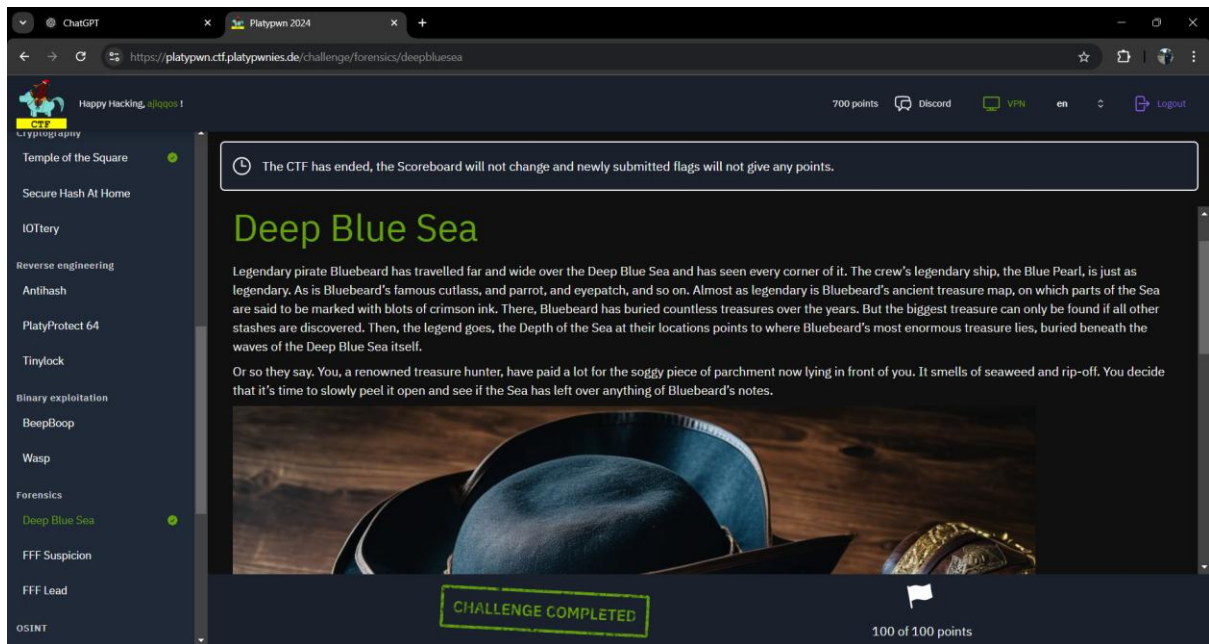 ChatGPT
Platypwn 2024
https://platypwn.ctf.platypwnies.de/challenge/forensics/deepbluesea
CTF
Happy Hacking, ajiqqos !
700 points
Discord
VPN
en
Logout
Cryptography
Temple of the Square
Secure Hash At Home
IOTtery
Reverse engineering
Antihash
PlatyProtect 64
Tinylock
Binary exploitation
BeepBoop
Wasp
Forensics
Deep Blue Sea
FFF Suspicion
FFF Lead
OSINT
The CTF has ended, the Scoreboard will not change and newly submitted flags will not give any points.
Deep Blue Sea
Legendary pirate Bluebeard has travelled far and wide over the Deep Blue Sea and has seen every corner of it. The crew's legendary ship, the Blue Pearl, is just as
legendary. As is Bluebeard's famous cutlass, and parrot, and eyepatch, and so on. Almost as legendary is Bluebeard's ancient treasure map, on which parts of the Sea
are said to be marked with blots of crimson ink. There, Bluebeard has buried countless treasures over the years. But the biggest treasure can only be found if all other
stashes are discovered. Then, the legend goes, the Depth of the Sea at their locations points to where Bluebeard's most enormous treasure lies, buried beneath the
waves of the Deep Blue Sea itself.
Or so they say. You, a renowned treasure hunter, have paid a lot for the soggy piece of parchment now lying in front of you. It smells of seaweed and rip-off. You decide
that it's time to slowly peel it open and see if the Sea has left over anything of Bluebeard's notes.
CHALLENGE COMPLETED
100 of 100 points